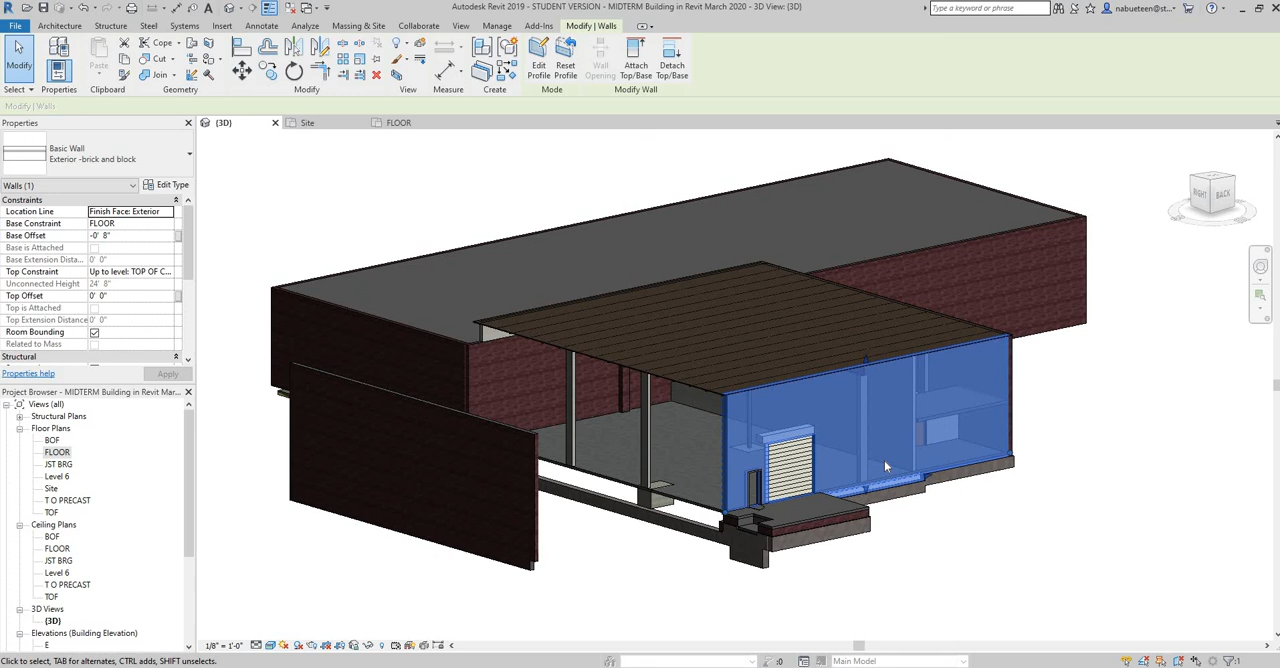 Autodesk Revit 2019 - STUDENT VERSION - MIDTERM Building in Revit March 2020 - 3D View: {3D}
Type a keyword or phrase
nabueteen@st...
File Architecture Structure Steel Systems Insert Annotate Analyze Massing & Site Collaborate View Manage Add-Ins Modify | Walls
Modify
Paste
Cope
Cut
Join
Edit Profile
Reset Profile
Wall Opening
Attach Top/Base
Detach Top/Base
Select Properties Clipboard Geometry Modify View Measure Create Mode Modify Wall
Modify | Walls
Properties
{3D} Site FLOOR
Basic Wall
Exterior -brick and block
Walls (1) Edit Type
Constraints
Location Line Finish Face: Exterior
Base Constraint FLOOR
Base Offset -0' 8"
Base is Attached
Base Extension Dista... 0' 0"
Top Constraint Up to level: TOP OF C...
Unconnected Height 24' 8"
Top Offset 0' 0"
Top is Attached
Top Extension Distance 0' 0"
Room Bounding
Related to Mass
Structural
Properties help Apply
Project Browser - MIDTERM Building in Revit Mar...
Views (all)
Structural Plans
Floor Plans
BOF
FLOOR
JST BRG
Level 6
Site
T O PRECAST
TOF
Ceiling Plans
BOF
FLOOR
JST BRG
Level 6
T O PRECAST
TOF
3D Views
{3D}
Elevations (Building Elevation)
E
RIGHT BACK
1/8" = 1'-0"
Click to select, TAB for alternates, CTRL adds, SHIFT unselects.
:0 Main Model :1